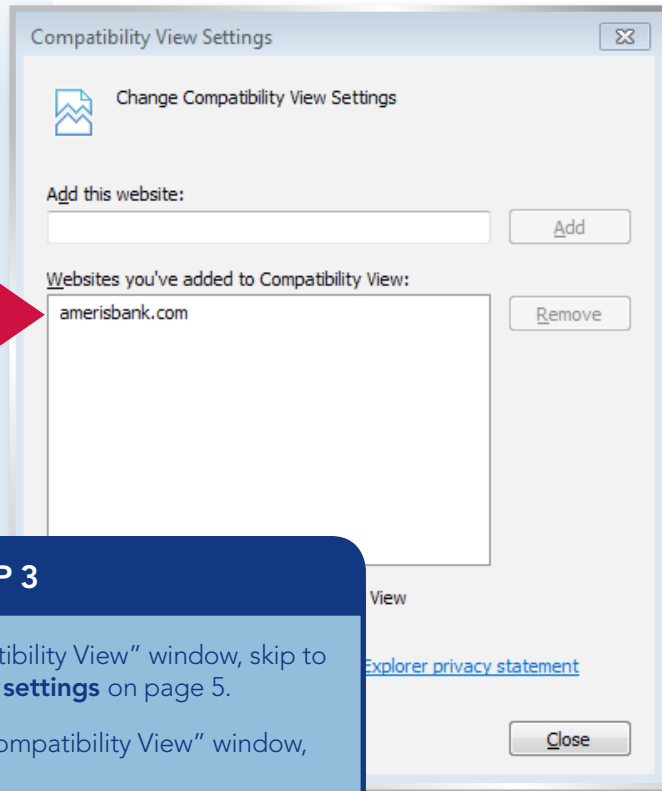 Compatibility View Settings
Change Compatibility View Settings
Add this website:
Add
Websites you've added to Compatibility View:
amerisbank.com
Remove
P 3
View
tibility View” window, skip to
settings on page 5.
Explorer privacy statement
ompatibility View” window,
Close